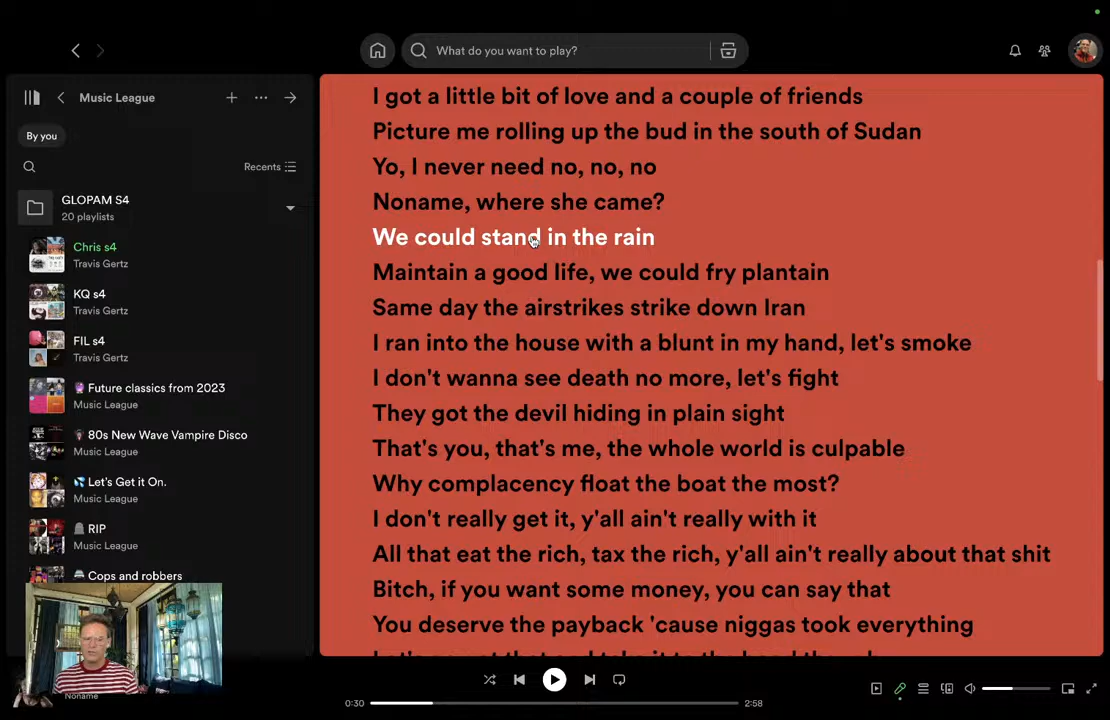 What do you want to play?
Music League
By you
Recents
GLOPAM S4
20 playlists
Chris s4
Travis Gertz
KQ s4
Travis Gertz
FIL s4
Travis Gertz
Future classics from 2023
Music League
80s New Wave Vampire Disco
Music League
Let's Get it On.
Music League
RIP
Music League
Cops and robbers
Noname
I got a little bit of love and a couple of friends
Picture me rolling up the bud in the south of Sudan
Yo, I never need no, no, no
Noname, where she came?
We could stand in the rain
Maintain a good life, we could fry plantain
Same day the airstrikes strike down Iran
I ran into the house with a blunt in my hand, let's smoke
I don't wanna see death no more, let's fight
They got the devil hiding in plain sight
That's you, that's me, the whole world is culpable
Why complacency float the boat the most?
I don't really get it, y'all ain't really with it
All that eat the rich, tax the rich, y'all ain't really about that shit
Bitch, if you want some money, you can say that
You deserve the payback 'cause niggas took everything
0:30
2:58